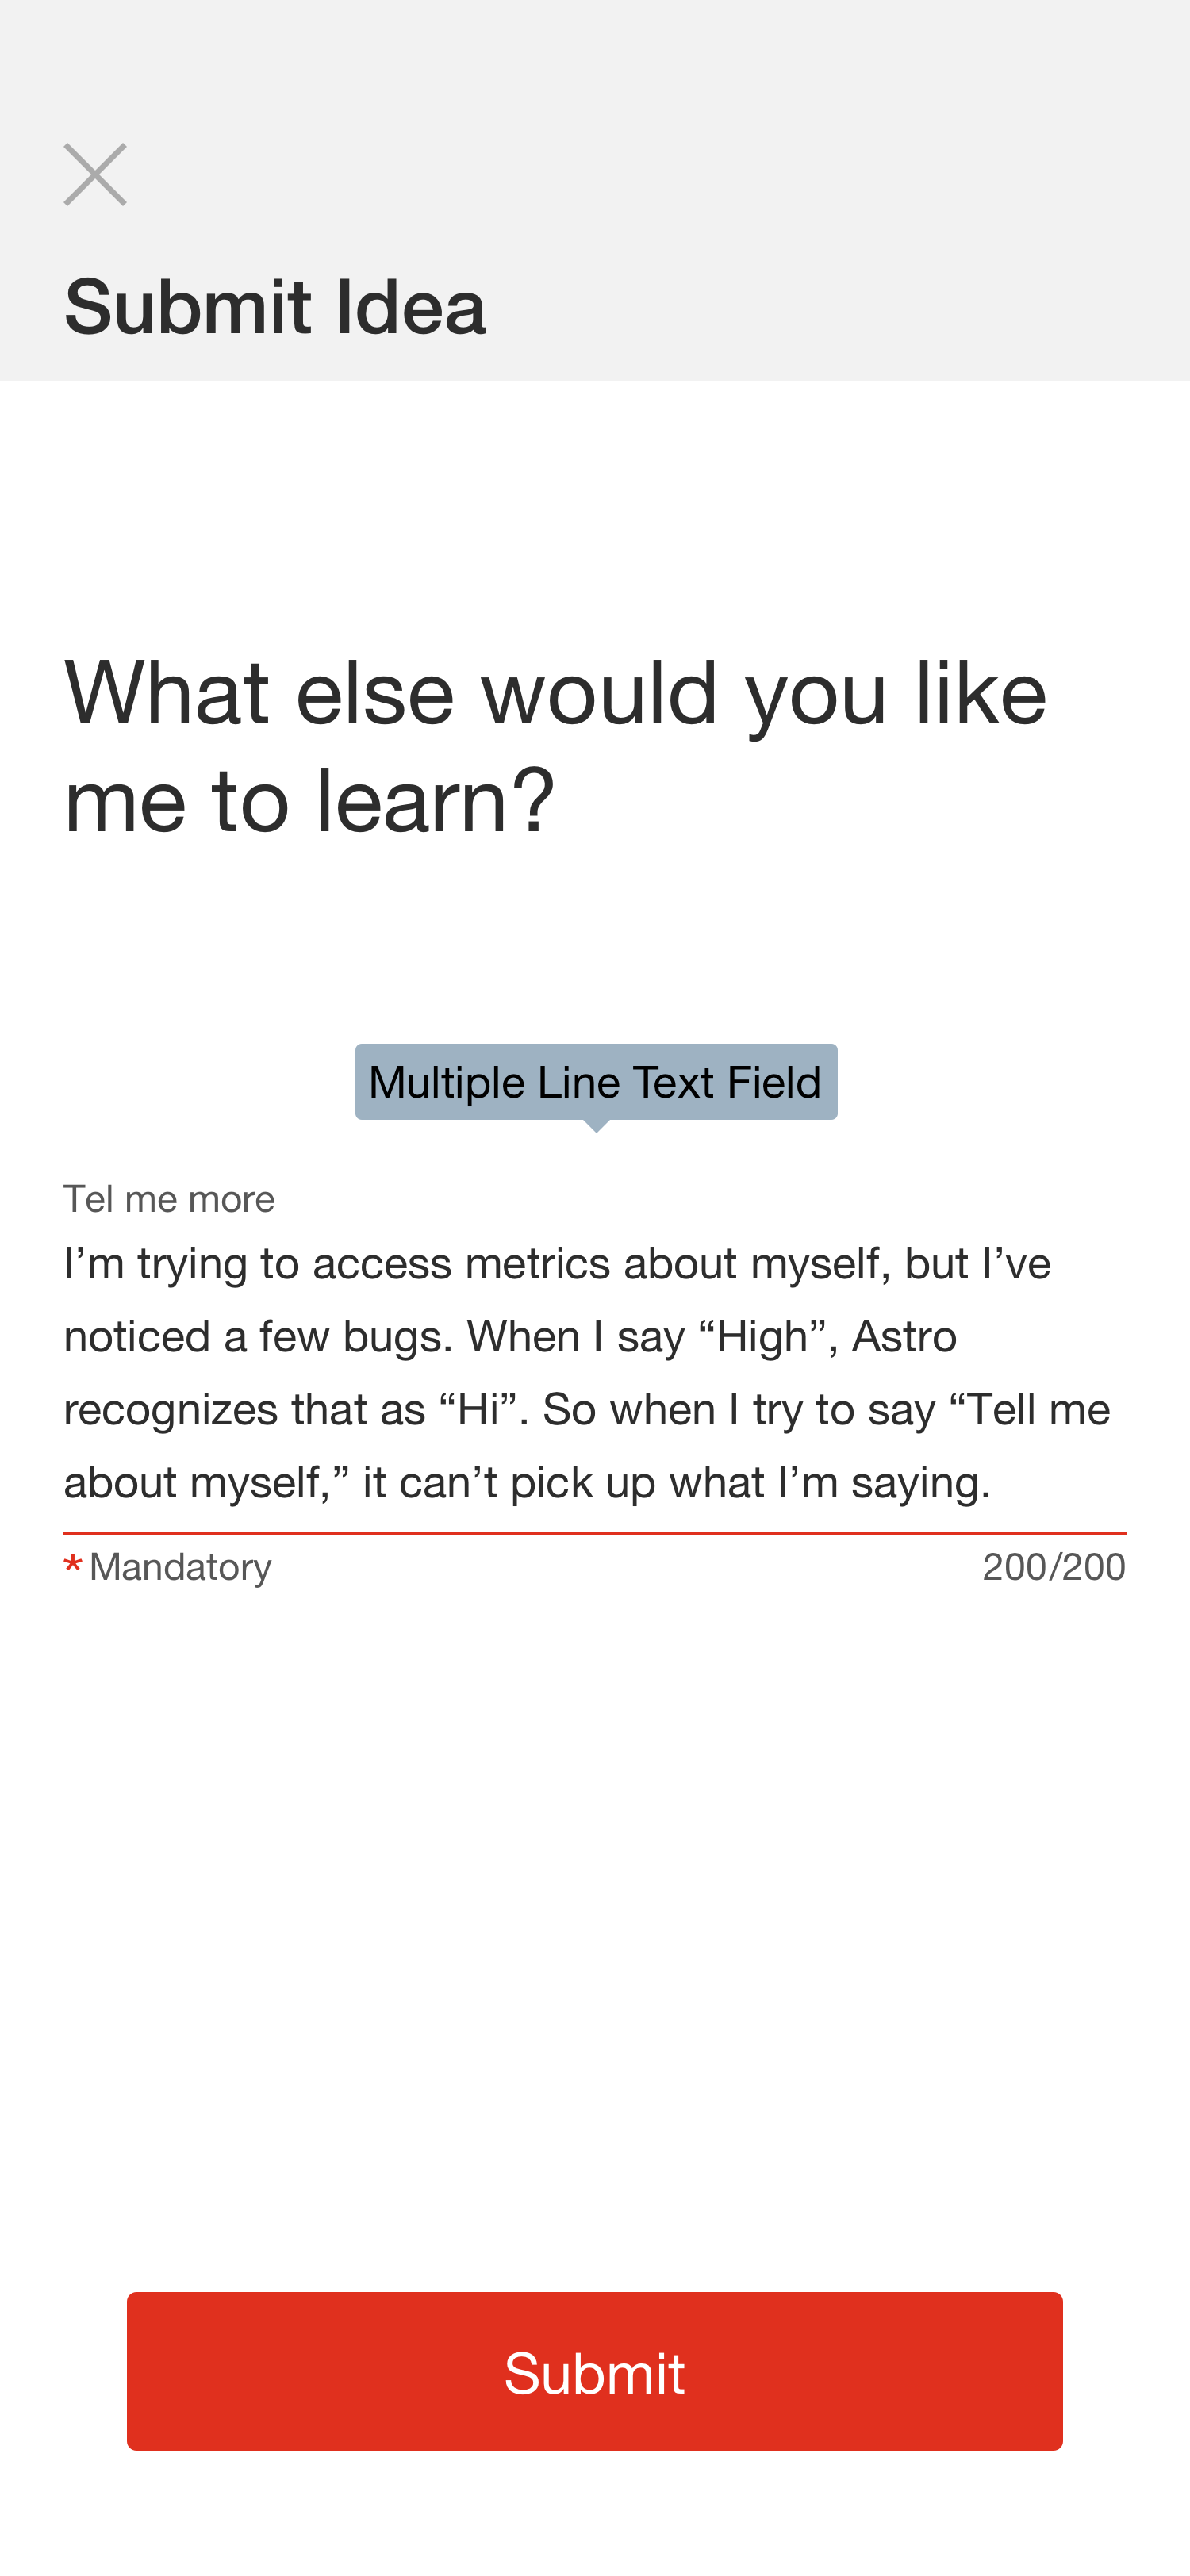 Submit Idea
What else would you like
me to learn?
Multiple Line Text Field
Tel me more
I’m trying to access metrics about myself, but I’ve
noticed a few bugs. When I say “High”, Astro
recognizes that as “Hi”. So when I try to say “Tell me
about myself,” it can’t pick up what I’m saying.
* Mandatory 200/200
Submit